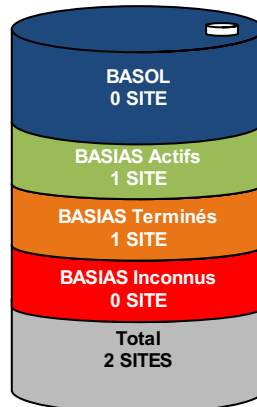 BASOL
0 SITE
BASIAS Actifs
1 SITE
BASIAS Terminés
1 SITE
BASIAS Inconnus
0 SITE
Total
2 SITES